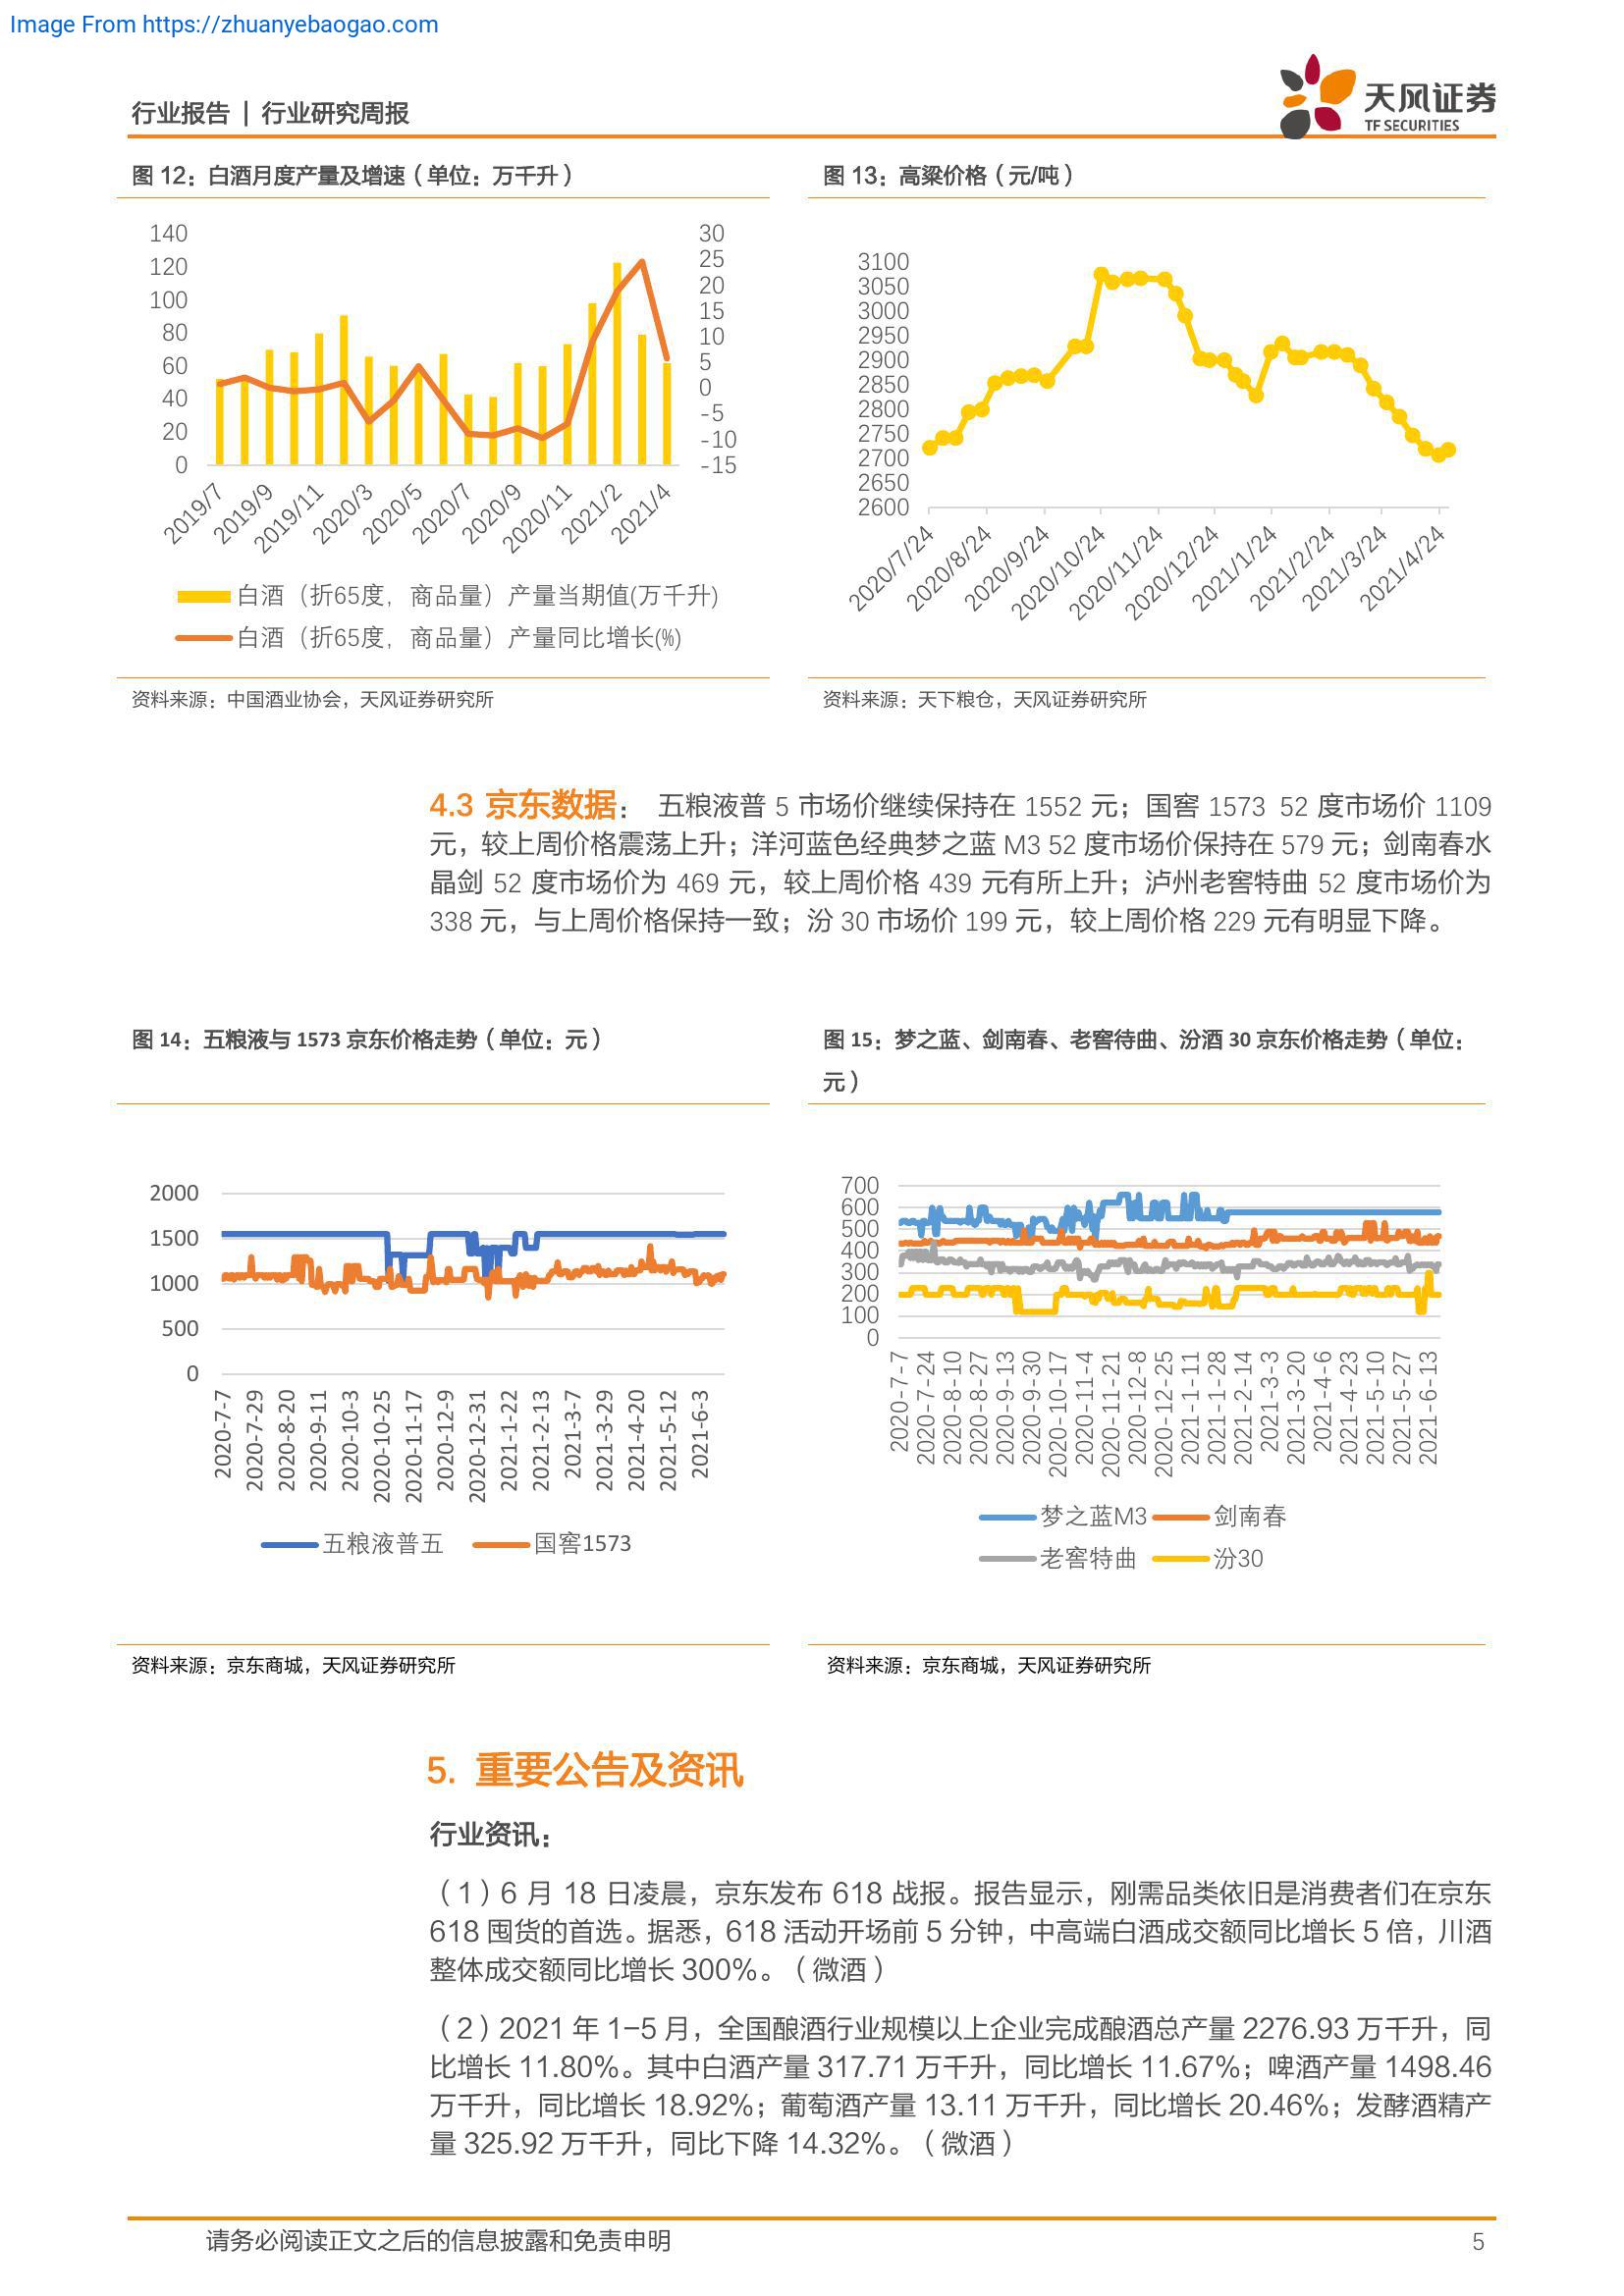 Image From https://zhuanyebaogao.com
行业报告 | 行业研究周报
天风证券
TF SECURITIES
图 12：白酒月度产量及增速（单位：万千升）
140
120
100
80
60
40
20
0
30
25
20
15
10
5
0
-5
-10
-15
2019/7
2019/9
2019/11
2020/3
2020/5
2020/7
2020/9
2020/11
2021/2
2021/4
白酒（折65度，商品量）产量当期值(万千升)
白酒（折65度，商品量）产量同比增长(%)
资料来源：中国酒业协会，天风证券研究所
图 13：高粱价格（元/吨）
3100
3050
3000
2950
2900
2850
2800
2750
2700
2650
2600
2020/7/24
2020/8/24
2020/9/24
2020/10/24
2020/11/24
2020/12/24
2021/1/24
2021/2/24
2021/3/24
2021/4/24
资料来源：天下粮仓，天风证券研究所
4.3 京东数据： 五粮液普 5 市场价继续保持在 1552 元；国窖 1573 52 度市场价 1109
元，较上周价格震荡上升；洋河蓝色经典梦之蓝 M3 52 度市场价保持在 579 元；剑南春水
晶剑 52 度市场价为 469 元，较上周价格 439 元有所上升；泸州老窖特曲 52 度市场价为
338 元，与上周价格保持一致；汾 30 市场价 199 元，较上周价格 229 元有明显下降。
图 14：五粮液与 1573 京东价格走势（单位：元）
2000
1500
1000
500
0
2020-7-7
2020-7-29
2020-8-20
2020-9-11
2020-10-3
2020-10-25
2020-11-17
2020-12-9
2020-12-31
2021-1-22
2021-2-13
2021-3-7
2021-3-29
2021-4-20
2021-5-12
2021-6-3
五粮液普五
国窖1573
资料来源：京东商城，天风证券研究所
图 15：梦之蓝、剑南春、老窖待曲、汾酒 30 京东价格走势（单位：
元）
700
600
500
400
300
200
100
0
2020-7-7
2020-7-24
2020-8-10
2020-8-27
2020-9-13
2020-9-30
2020-10-17
2020-11-4
2020-11-21
2020-12-8
2020-12-25
2021-1-11
2021-1-28
2021-2-14
2021-3-3
2021-3-20
2021-4-6
2021-4-23
2021-5-10
2021-5-27
2021-6-13
梦之蓝M3
剑南春
老窖特曲
汾30
资料来源：京东商城，天风证券研究所
5. 重要公告及资讯
行业资讯：
（1）6 月 18 日凌晨，京东发布 618 战报。报告显示，刚需品类依旧是消费者们在京东
618 囤货的首选。据悉，618 活动开场前 5 分钟，中高端白酒成交额同比增长 5 倍，川酒
整体成交额同比增长 300%。（微酒）
（2）2021 年 1-5 月，全国酿酒行业规模以上企业完成酿酒总产量 2276.93 万千升，同
比增长 11.80%。其中白酒产量 317.71 万千升，同比增长 11.67%；啤酒产量 1498.46
万千升，同比增长 18.92%；葡萄酒产量 13.11 万千升，同比增长 20.46%；发酵酒精产
量 325.92 万千升，同比下降 14.32%。（微酒）
请务必阅读正文之后的信息披露和免责申明
5